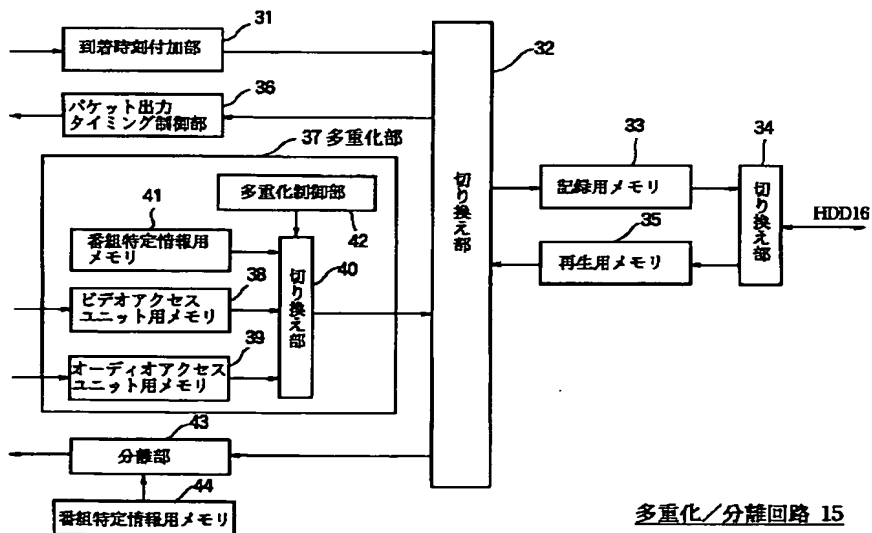 31
到着時刻付加部
32
36
パケット出力
タイミング制御部
37 多重化部
多重化制御部
42
41
番組特定情報用
メモリ
38
ビデオアクセス
ユニット用メモリ
39
オーディオアクセス
ユニット用メモリ
40
切り換え部
切り換え部
33
記録用メモリ
34
切り換え部
HDD16
35
再生用メモリ
43
分離部
44
番組特定情報用メモリ
多重化/分離回路 15